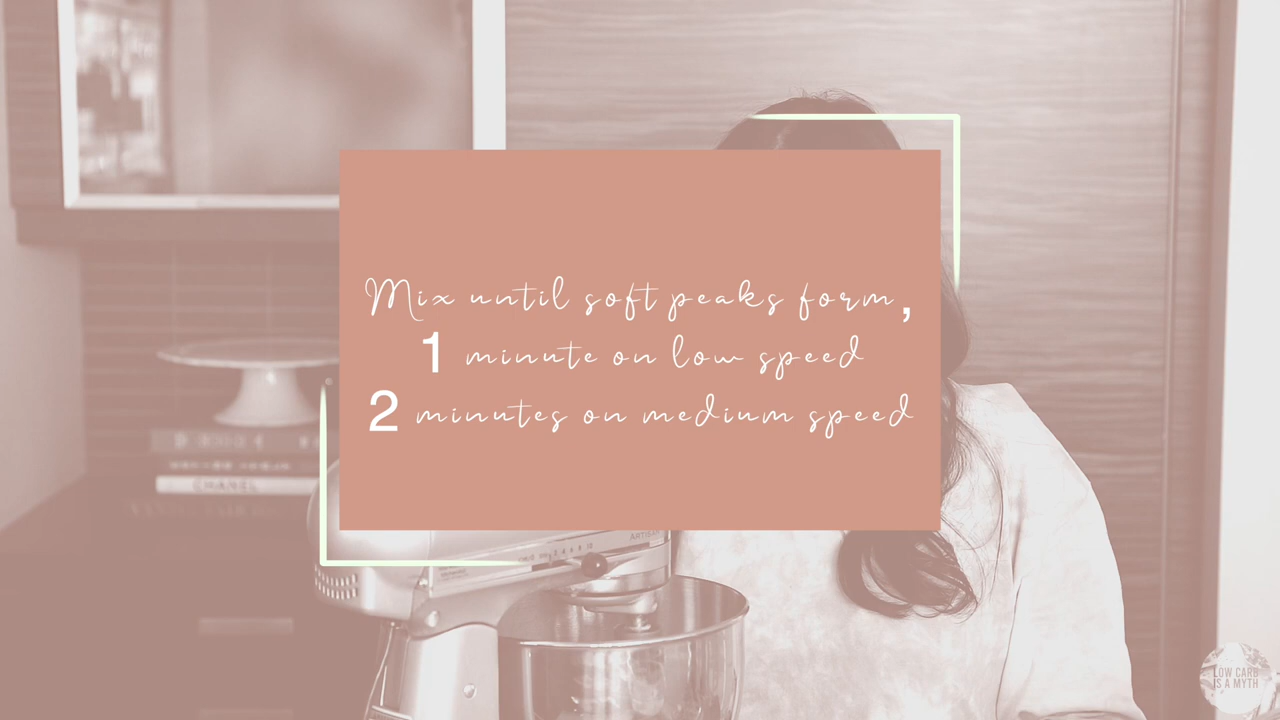 Mix until soft peaks form,
1 minute on low speed
2 minutes on medium speed
CHANEL
ARTISAN
LOW CARB
IS A MYTH